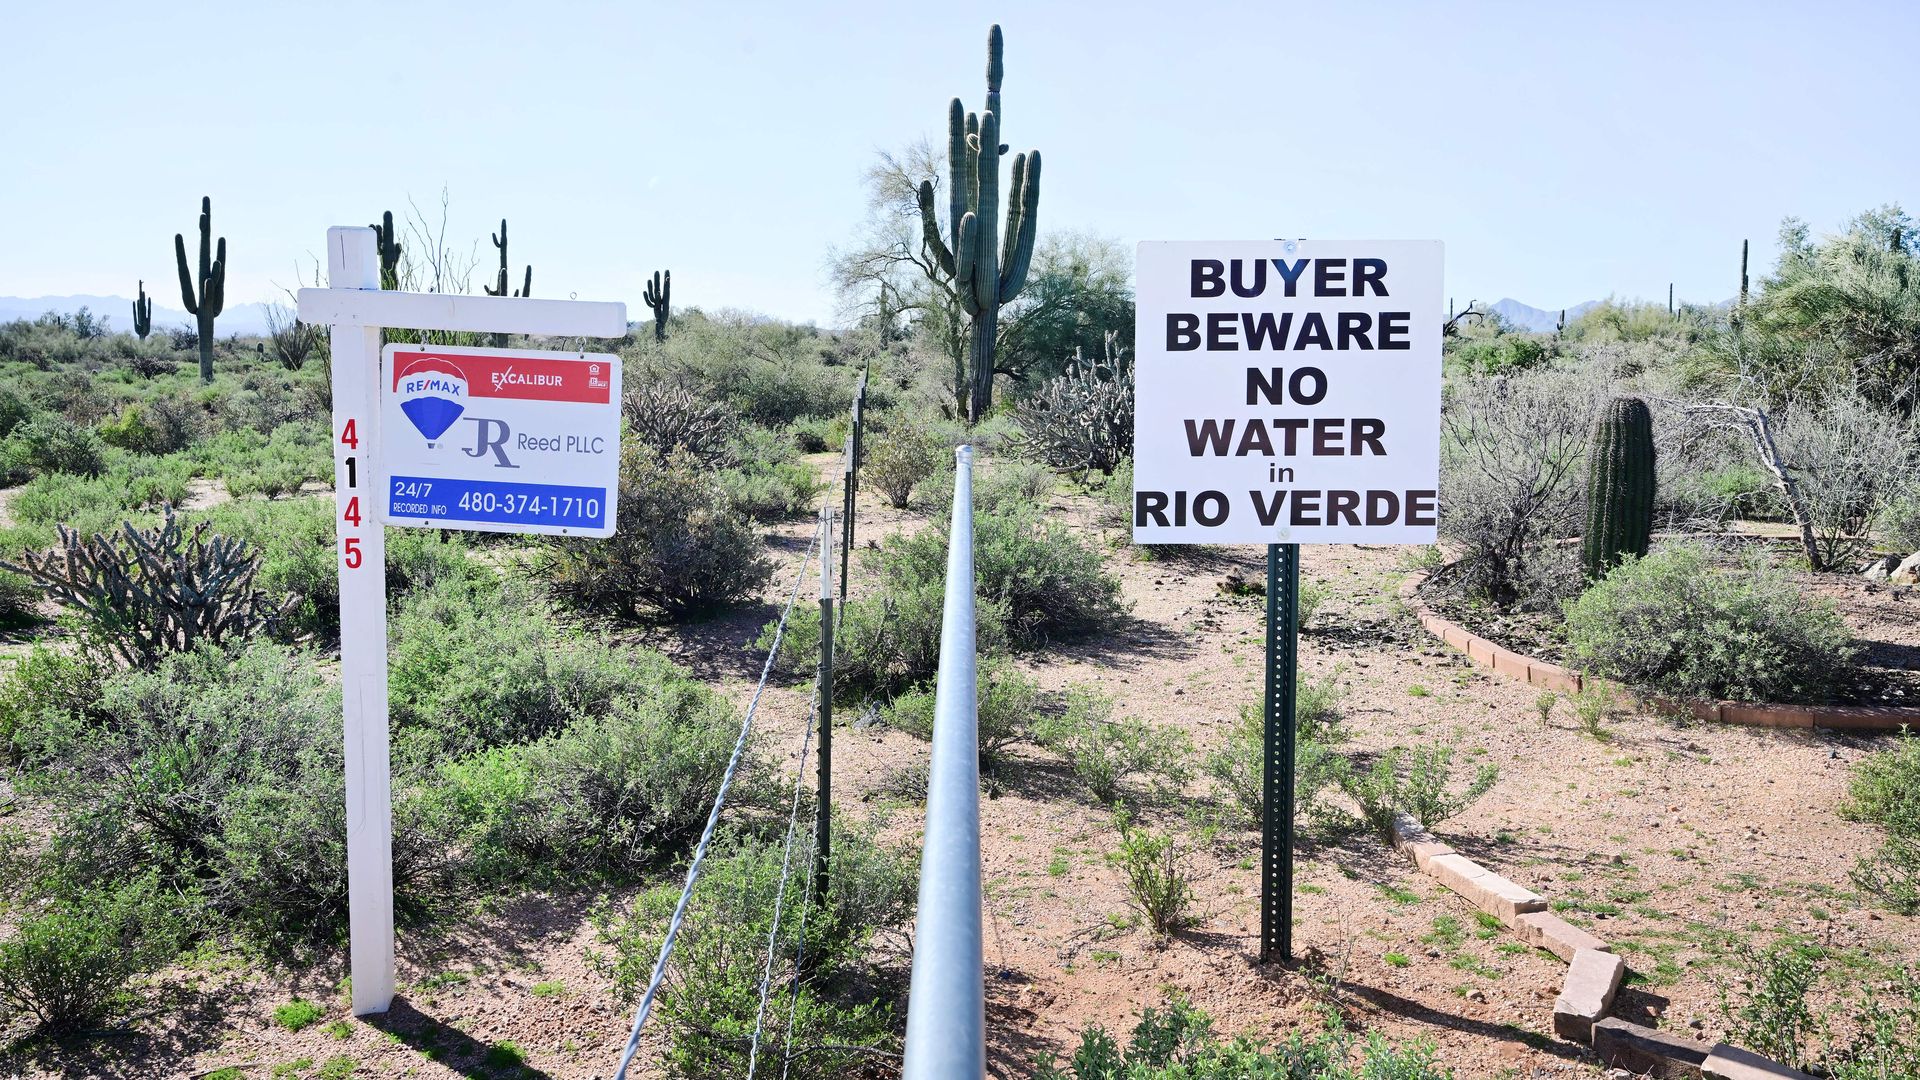 4
1
4
5
RE/MAX
EXCALIBUR
JR Reed PLLC
24/7
RECORDED INFO
480-374-1710
BUYER
BEWARE
NO
WATER
in
RIO VERDE